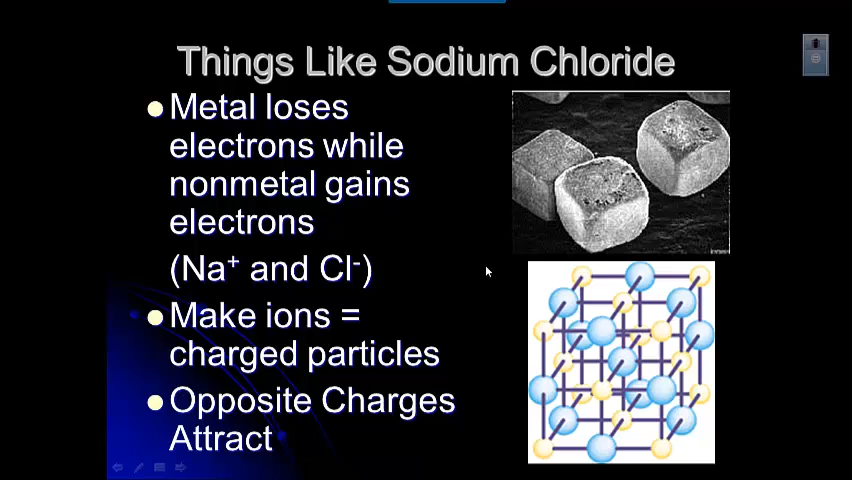 Things Like Sodium Chloride
Metal loses
electrons while
nonmetal gains
electrons
(Na⁺ and Cl⁻)
Make ions =
charged particles
Opposite Charges
Attract